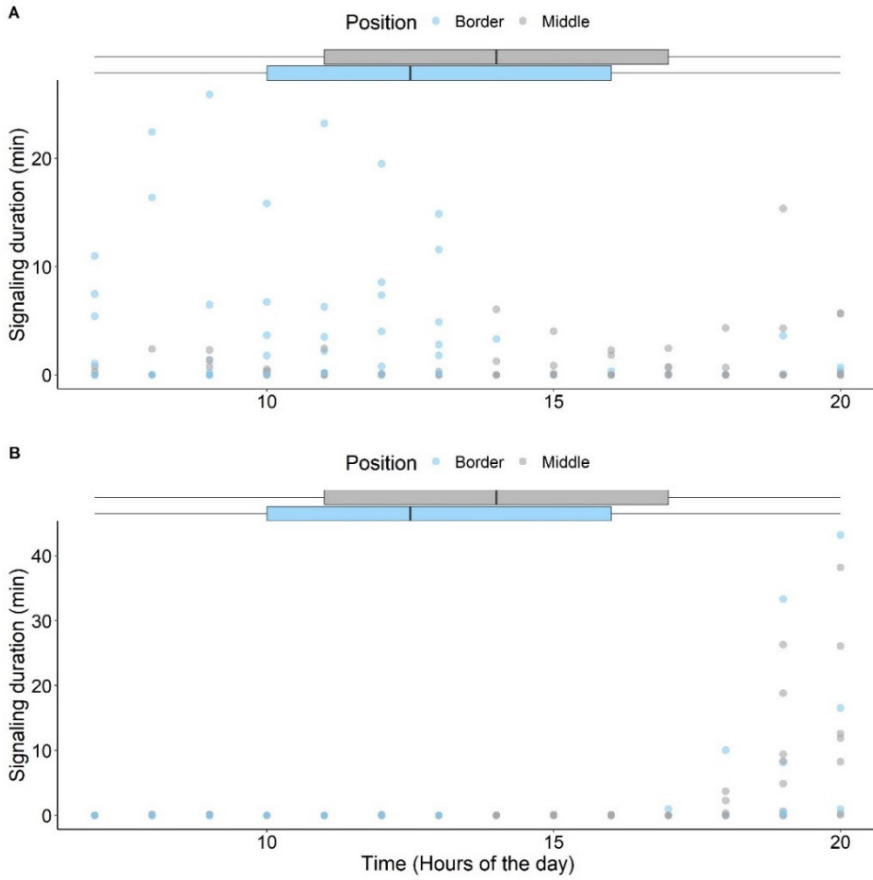 A
Position Border Middle
Signaling duration (min)
20
10
0
10 15 20
B
Position Border Middle
Signaling duration (min)
40
30
20
10
0
10 15 20
Time (Hours of the day)